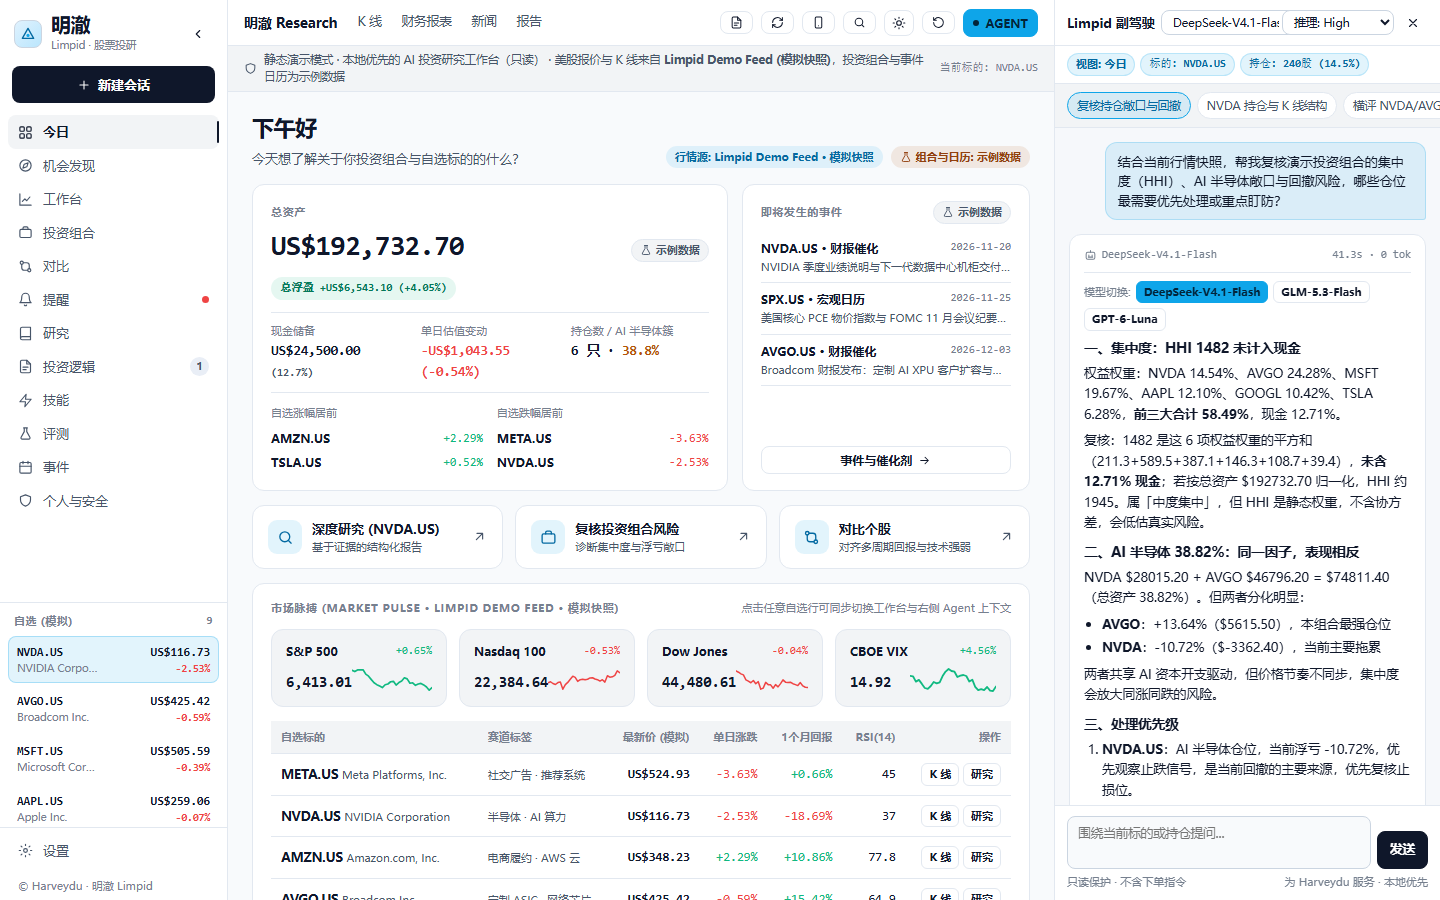 明澈
Limpid · 股票投研
＋ 新建会话
今日
机会发现
工作台
投资组合
对比
提醒
研究
投资逻辑 1
技能
评测
事件
个人与安全
自选 (模拟) 9
NVDA.US US$116.73
NVIDIA Corpo... -2.53%
AVGO.US US$425.42
Broadcom Inc. -0.59%
MSFT.US US$505.59
Microsoft Cor... -0.39%
AAPL.US US$259.06
Apple Inc. -0.07%
设置
© Harveydu · 明澈 Limpid
明澈 Research K 线 财务报表 新闻 报告 AGENT
静态演示模式 · 本地优先的 AI 投资研究工作台（只读） · 美股报价与 K 线来自 Limpid Demo Feed (模拟快照)，投资组合与事件
日历为示例数据
当前标的: NVDA.US
下午好
今天想了解关于你投资组合与自选标的的什么？
行情源: Limpid Demo Feed • 模拟快照
组合与日历: 示例数据
总资产
US$192,732.70
示例数据
总浮盈 +US$6,543.10 (+4.05%)
现金储备 单日估值变动 持仓数 / AI 半导体簇
US$24,500.00 -US$1,043.55 6 只 · 38.8%
(12.7%) (-0.54%)
自选涨幅居前 自选跌幅居前
AMZN.US +2.29% META.US -3.63%
TSLA.US +0.52% NVDA.US -2.53%
即将发生的事件 示例数据
NVDA.US • 财报催化 2026-11-20
NVIDIA 季度业绩说明与下一代数据中心机柜交付...
SPX.US • 宏观日历 2026-11-25
美国核心 PCE 物价指数与 FOMC 11 月会议纪要...
AVGO.US • 财报催化 2026-12-03
Broadcom 财报发布：定制 AI XPU 客户扩容与...
事件与催化剂 →
深度研究 (NVDA.US)
基于证据的结构化报告
复核投资组合风险
诊断集中度与浮亏敞口
对比个股
对齐多周期回报与技术强弱
市场脉搏 (MARKET PULSE • LIMPID DEMO FEED • 模拟快照)
点击任意自选行可同步切换工作台与右侧 Agent 上下文
S&P 500 +0.65%
6,413.01
Nasdaq 100 -0.53%
22,384.64
Dow Jones -0.04%
44,480.61
CBOE VIX +4.56%
14.92
自选标的 赛道标签 最新价 (模拟) 单日涨跌 1个月回报 RSI(14) 操作
META.US Meta Platforms, Inc. 社交广告 · 推荐系统 US$524.93 -3.63% +0.66% 45 K 线 研究
NVDA.US NVIDIA Corporation 半导体 · AI 算力 US$116.73 -2.53% -18.69% 37 K 线 研究
AMZN.US Amazon.com, Inc. 电商履约 · AWS 云 US$348.23 +2.29% +10.86% 77.8 K 线 研究
AVGO.US Broadcom Inc. 定制 ASIC · 网络芯片 US$425.42 -0.59% +15.42% 64.9 K 线 研究
Limpid 副驾驶 DeepSeek-V4.1-Flas 推理: High
视图: 今日 标的: NVDA.US 持仓: 240股 (14.5%)
复核持仓敞口与回撤 NVDA 持仓与 K 线结构 横评 NVDA/AVG
结合当前行情快照，帮我复核演示投资组合的集中
度（HHI）、AI 半导体敞口与回撤风险，哪些仓位
最需要优先处理或重点盯防？
DeepSeek-V4.1-Flash 41.3s · 0 tok
模型切换: DeepSeek-V4.1-Flash GLM-5.3-Flash
GPT-6-Luna
一、集中度：HHI 1482 未计入现金
权益权重：NVDA 14.54%、AVGO 24.28%、MSFT
19.67%、AAPL 12.10%、GOOGL 10.42%、TSLA
6.28%，前三大合计 58.49%，现金 12.71%。
复核：1482 是这 6 项权益权重的平方和
（211.3+589.5+387.1+146.3+108.7+39.4），未含
12.71% 现金；若按总资产 $192732.70 归一化，HHI 约
1945。属「中度集中」，但 HHI 是静态权重，不含协方
差，会低估真实风险。
二、AI 半导体 38.82%：同一因子，表现相反
NVDA $28015.20 + AVGO $46796.20 = $74811.40
（总资产 38.82%）。但两者分化明显：
• AVGO：+13.64%（$5615.50），本组合最强仓位
• NVDA：-10.72%（$-3362.40），当前主要拖累
两者共享 AI 资本开支驱动，但价格节奏不同步，集中度
会放大同涨同跌的风险。
三、处理优先级
1. NVDA.US：AI 半导体仓位，当前浮亏 -10.72%，优
先观察止跌信号，是当前回撤的主要来源，优先复核止
损位。
围绕当前标的或持仓提问...
发送
只读保护 · 不含下单指令 为 Harveydu 服务 · 本地优先